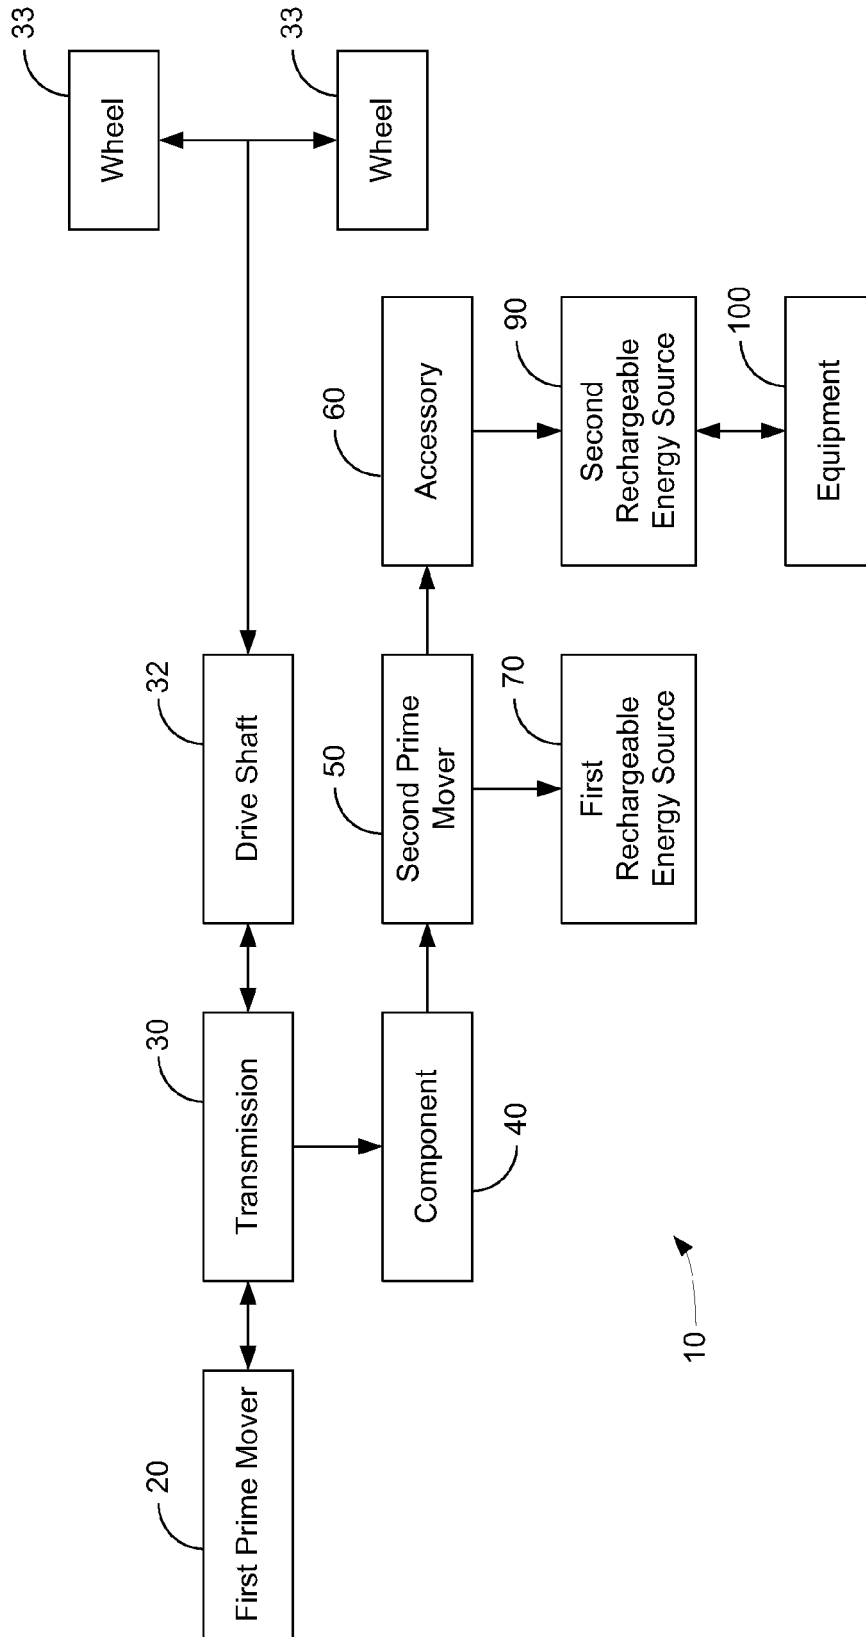 33
Wheel
33
Wheel
20
First Prime Mover
30
Transmission
32
Drive Shaft
Component
40
50
Second Prime
Mover
60
Accessory
70
First
Rechargeable
Energy Source
90
Second
Rechargeable
Energy Source
100
Equipment
10